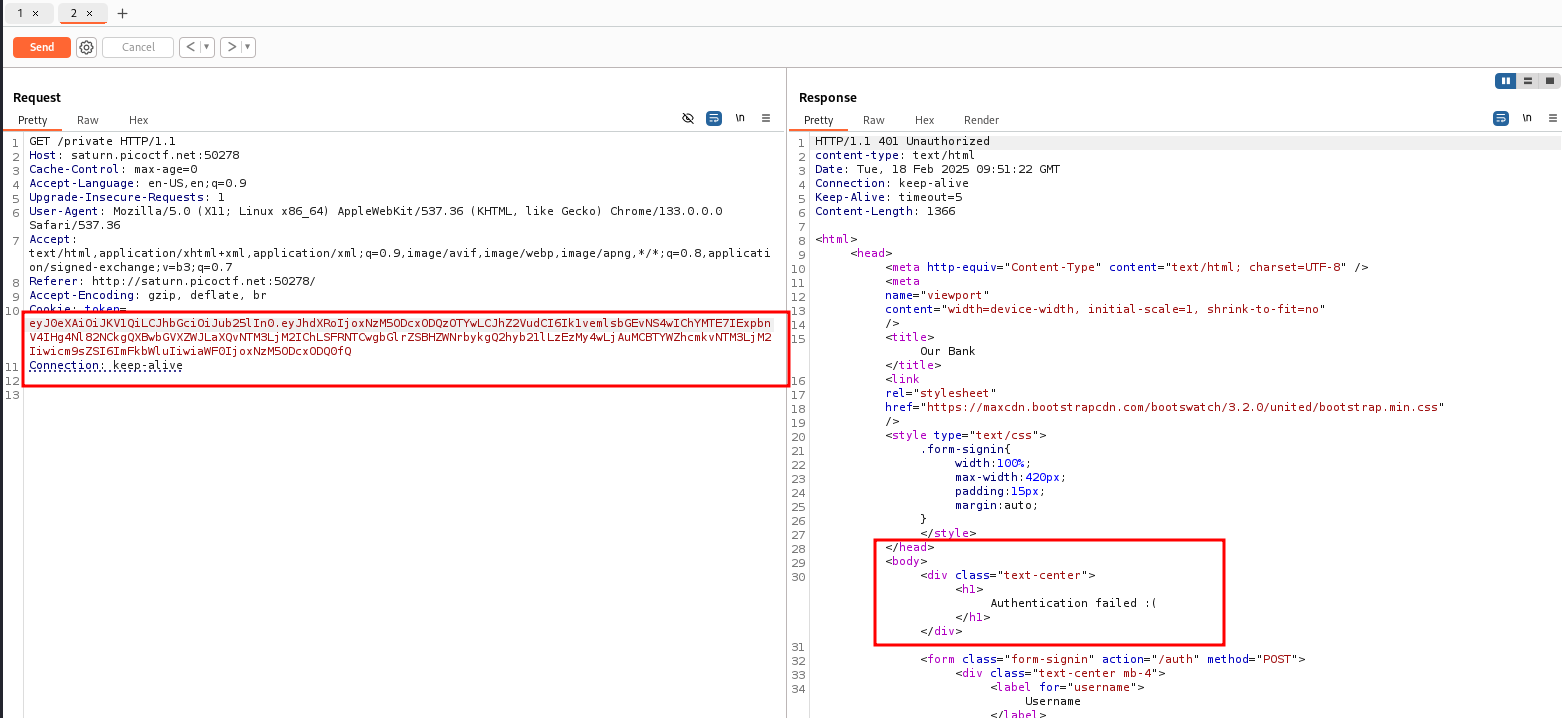 1 × 2 × +
Send Cancel < ▾ > ▾
Request
Pretty Raw Hex \n
1 GET /private HTTP/1.1
2 Host: saturn.picoctf.net:50278
3 Cache-Control: max-age=0
4 Accept-Language: en-US,en;q=0.9
5 Upgrade-Insecure-Requests: 1
6 User-Agent: Mozilla/5.0 (X11; Linux x86_64) AppleWebKit/537.36 (KHTML, like Gecko) Chrome/133.0.0.0
Safari/537.36
7 Accept:
text/html,application/xhtml+xml,application/xml;q=0.9,image/avif,image/webp,image/apng,*/*;q=0.8,applicati
on/signed-exchange;v=b3;q=0.7
8 Referer: http://saturn.picoctf.net:50278/
9 Accept-Encoding: gzip, deflate, br
10 Cookie: token=
eyJ0eXAiOiJKV1QiLCJhbGciOiJub25lIn0.eyJhdXRoIjoxNzM5ODcxODQzOTYwLCJhZ2VudCI6Ik1vemlsbGEvNS4wIChYMTE7IExpbn
V4IHg4Nl82NCkgQXBwbGVXZWJLaXQvNTM3LjM2IChLSFRNTCwgbGlrZSBHZWNrbykgQ2hyb21lLzEzMy4wLjAuMCBTYWZhcmkvNTM3LjM2
Iiwicm9sZSI6ImFkbWluIiwiaWF0IjoxNzM5ODcxODQ0fQ
11 Connection: keep-alive
12
13
Response
Pretty Raw Hex Render \n
1 HTTP/1.1 401 Unauthorized
2 content-type: text/html
3 Date: Tue, 18 Feb 2025 09:51:22 GMT
4 Connection: keep-alive
5 Keep-Alive: timeout=5
6 Content-Length: 1366
7
8 <html>
9 <head>
10 <meta http-equiv="Content-Type" content="text/html; charset=UTF-8" />
11 <meta
12 name="viewport"
13 content="width=device-width, initial-scale=1, shrink-to-fit=no"
14 />
15 <title>
Our Bank
</title>
16 <link
17 rel="stylesheet"
18 href="https://maxcdn.bootstrapcdn.com/bootswatch/3.2.0/united/bootstrap.min.css"
19 />
20 <style type="text/css">
21 .form-signin{
22 width:100%;
23 max-width:420px;
24 padding:15px;
25 margin:auto;
26 }
27 </style>
28 </head>
29 <body>
30 <div class="text-center">
<h1>
Authentication failed :(
</h1>
</div>
31
32 <form class="form-signin" action="/auth" method="POST">
33 <div class="text-center mb-4">
34 <label for="username">
Username
</label>